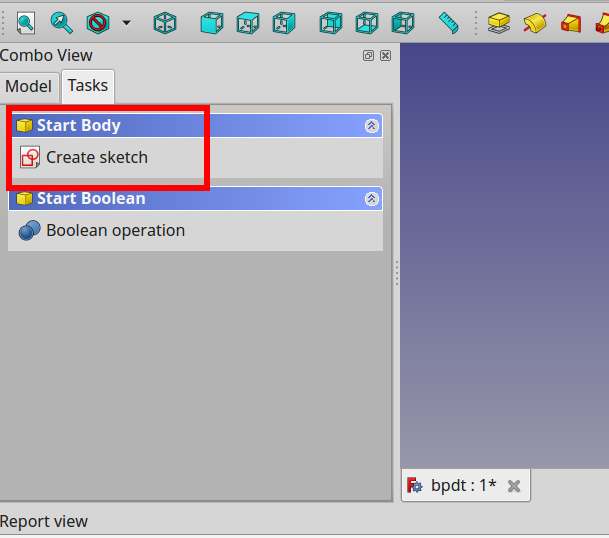 Combo View
Model
Tasks
Start Body
Create sketch
Start Boolean
Boolean operation
bpdt : 1*
Report view